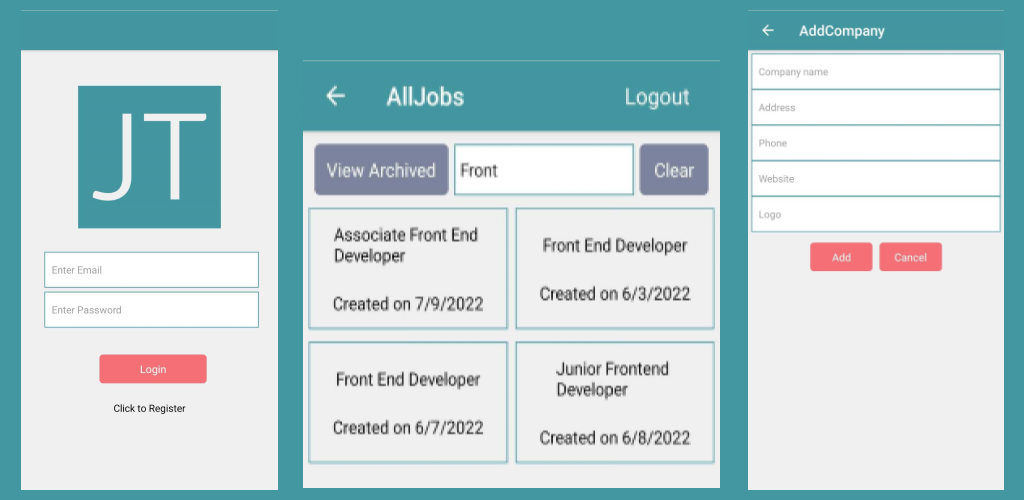 JT
Enter Email
Enter Password
Login
Click to Register
AllJobs Logout
View Archived Front Clear
Associate Front End
Developer
Created on 7/9/2022
Front End Developer
Created on 6/3/2022
Front End Developer
Created on 6/7/2022
Junior Frontend
Developer
Created on 6/8/2022
AddCompany
Company name
Address
Phone
Website
Logo
Add Cancel